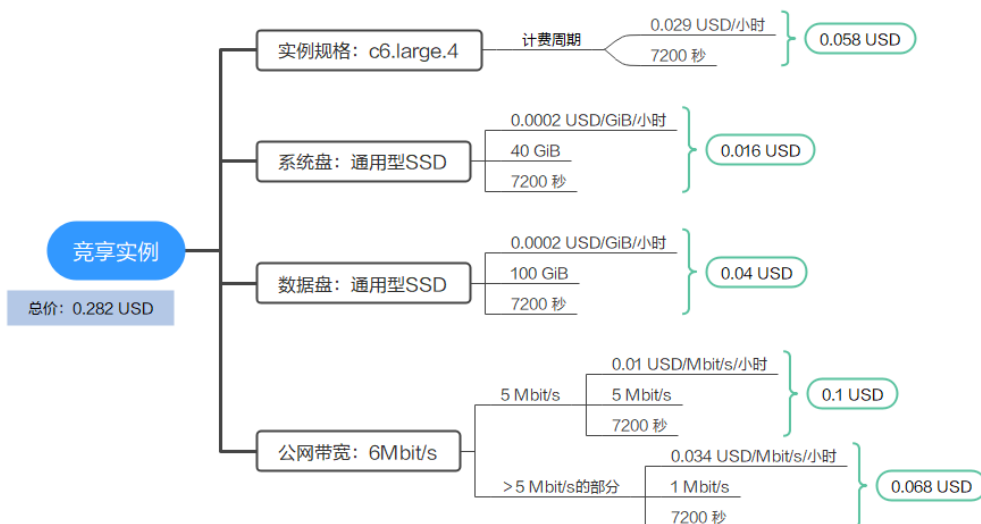 竞享实例
总价：0.282 USD
实例规格：c6.large.4
计费周期
0.029 USD/小时
7200 秒
0.058 USD
系统盘：通用型SSD
0.0002 USD/GiB/小时
40 GiB
7200 秒
0.016 USD
数据盘：通用型SSD
0.0002 USD/GiB/小时
100 GiB
7200 秒
0.04 USD
公网带宽：6Mbit/s
5 Mbit/s
0.01 USD/Mbit/s/小时
5 Mbit/s
7200 秒
0.1 USD
＞5 Mbit/s的部分
0.034 USD/Mbit/s/小时
1 Mbit/s
7200 秒
0.068 USD